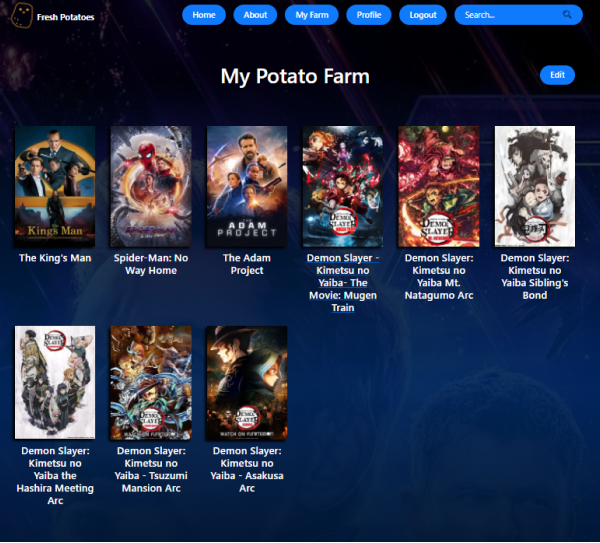 Fresh Potatoes
Home
About
My Farm
Profile
Logout
Search...
My Potato Farm
Edit
King's Man
THE
ADAM
PROJECT
DEMON
SLAYER
DEMON
SLAYER
The King's Man
Spider-Man: No
Way Home
The Adam
Project
Demon Slayer -
Kimetsu no
Yaiba- The
Movie: Mugen
Train
Demon Slayer:
Kimetsu no
Yaiba Mt.
Natagumo Arc
Demon Slayer:
Kimetsu no
Yaiba Sibling's
Bond
DEMON
SLAYER
DEMON
SLAYER
WATCH ON FUNIMATION
DEMON
SLAYER
WATCH ON FUNIMATION
Demon Slayer:
Kimetsu no
Yaiba the
Hashira Meeting
Arc
Demon Slayer:
Kimetsu no
Yaiba - Tsuzumi
Mansion Arc
Demon Slayer:
Kimetsu no
Yaiba - Asakusa
Arc